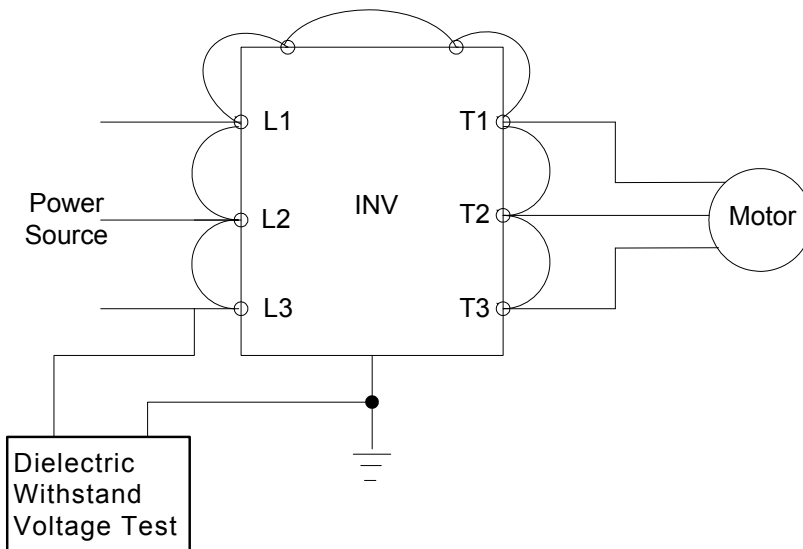 L1
T1
Power
Source
L2
INV
T2
Motor
L3
T3
Dielectric
Withstand
Voltage Test